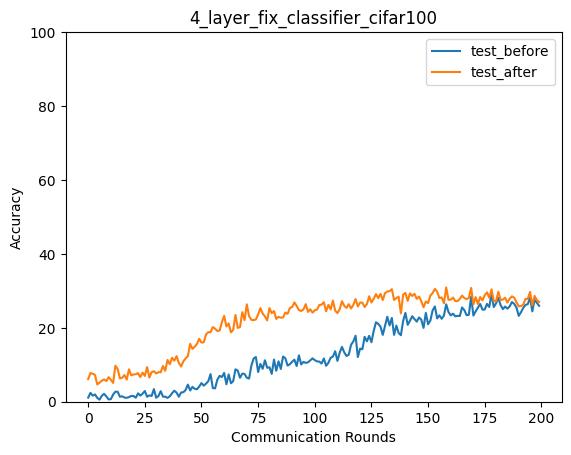 4_layer_fix_classifier_cifar100
test_before
test_after
100
80
60
40
20
0
Accuracy
0 25 50 75 100 125 150 175 200
Communication Rounds